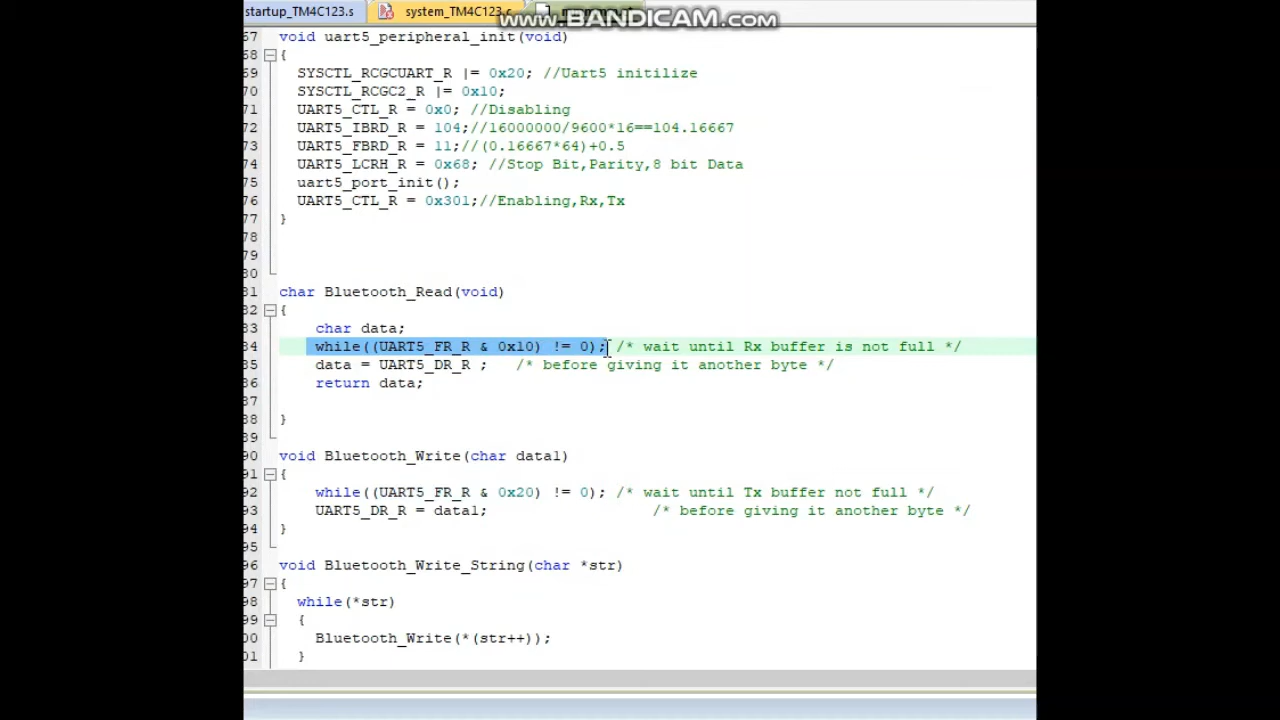 startup_TM4C123.s
system_TM4C123.c
www.BANDICAM.com
67 void uart5_peripheral_init(void)
68 {
69 SYSCTL_RCGCUART_R |= 0x20; //Uart5 initilize
70 SYSCTL_RCGC2_R |= 0x10;
71 UART5_CTL_R = 0x0; //Disabling
72 UART5_IBRD_R = 104;//16000000/9600*16==104.16667
73 UART5_FBRD_R = 11;//(0.16667*64)+0.5
74 UART5_LCRH_R = 0x68; //Stop Bit,Parity,8 bit Data
75 uart5_port_init();
76 UART5_CTL_R = 0x301;//Enabling,Rx,Tx
77 }
78
79
80
81 char Bluetooth_Read(void)
82 {
83 char data;
84 while((UART5_FR_R & 0x10) != 0); /* wait until Rx buffer is not full */
85 data = UART5_DR_R ; /* before giving it another byte */
86 return data;
87
88 }
89
90 void Bluetooth_Write(char data1)
91 {
92 while((UART5_FR_R & 0x20) != 0); /* wait until Tx buffer not full */
93 UART5_DR_R = data1; /* before giving it another byte */
94 }
95
96 void Bluetooth_Write_String(char *str)
97 {
98 while(*str)
99 {
00 Bluetooth_Write(*(str++));
01 }